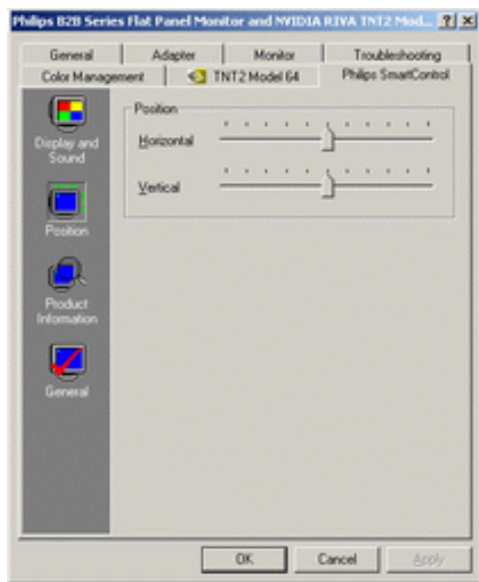 Philips B2B Series Flat Panel Monitor and NVIDIA RIVA TNT2 Mod...
General Adapter Monitor Troubleshooting
Color Management TNT2 Model 64 Philips SmartControl
Display and
Sound
Position
Product
Information
General
Position
Horizontal
Vertical
OK Cancel Apply